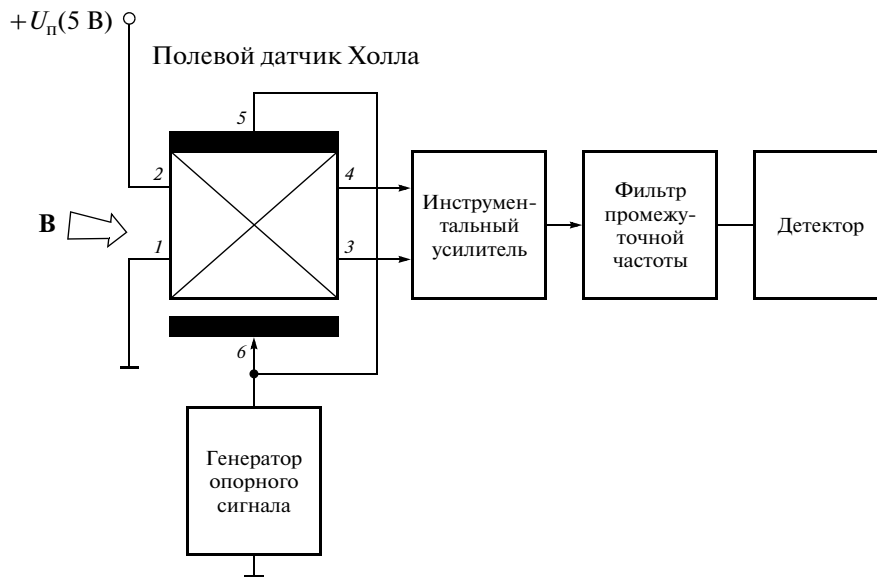 +Uп(5 В)
Полевой датчик Холла
5
2
4
В
1
3
6
Инструмен-
тальный
усилитель
Фильтр
промежу-
точной
частоты
Детектор
Генератор
опорного
сигнала